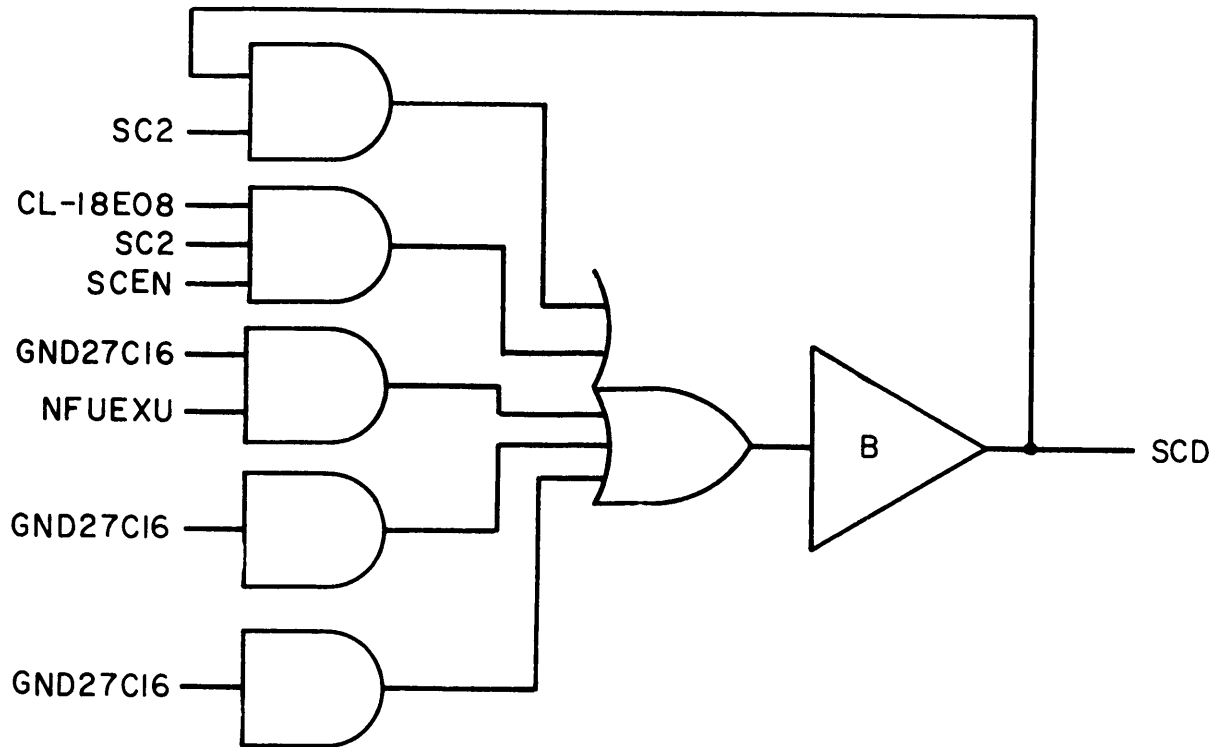 SC2
CL-18E08
SC2
SCEN
GND27C16
NFUEXU
GND27C16
GND27C16
B
SCD